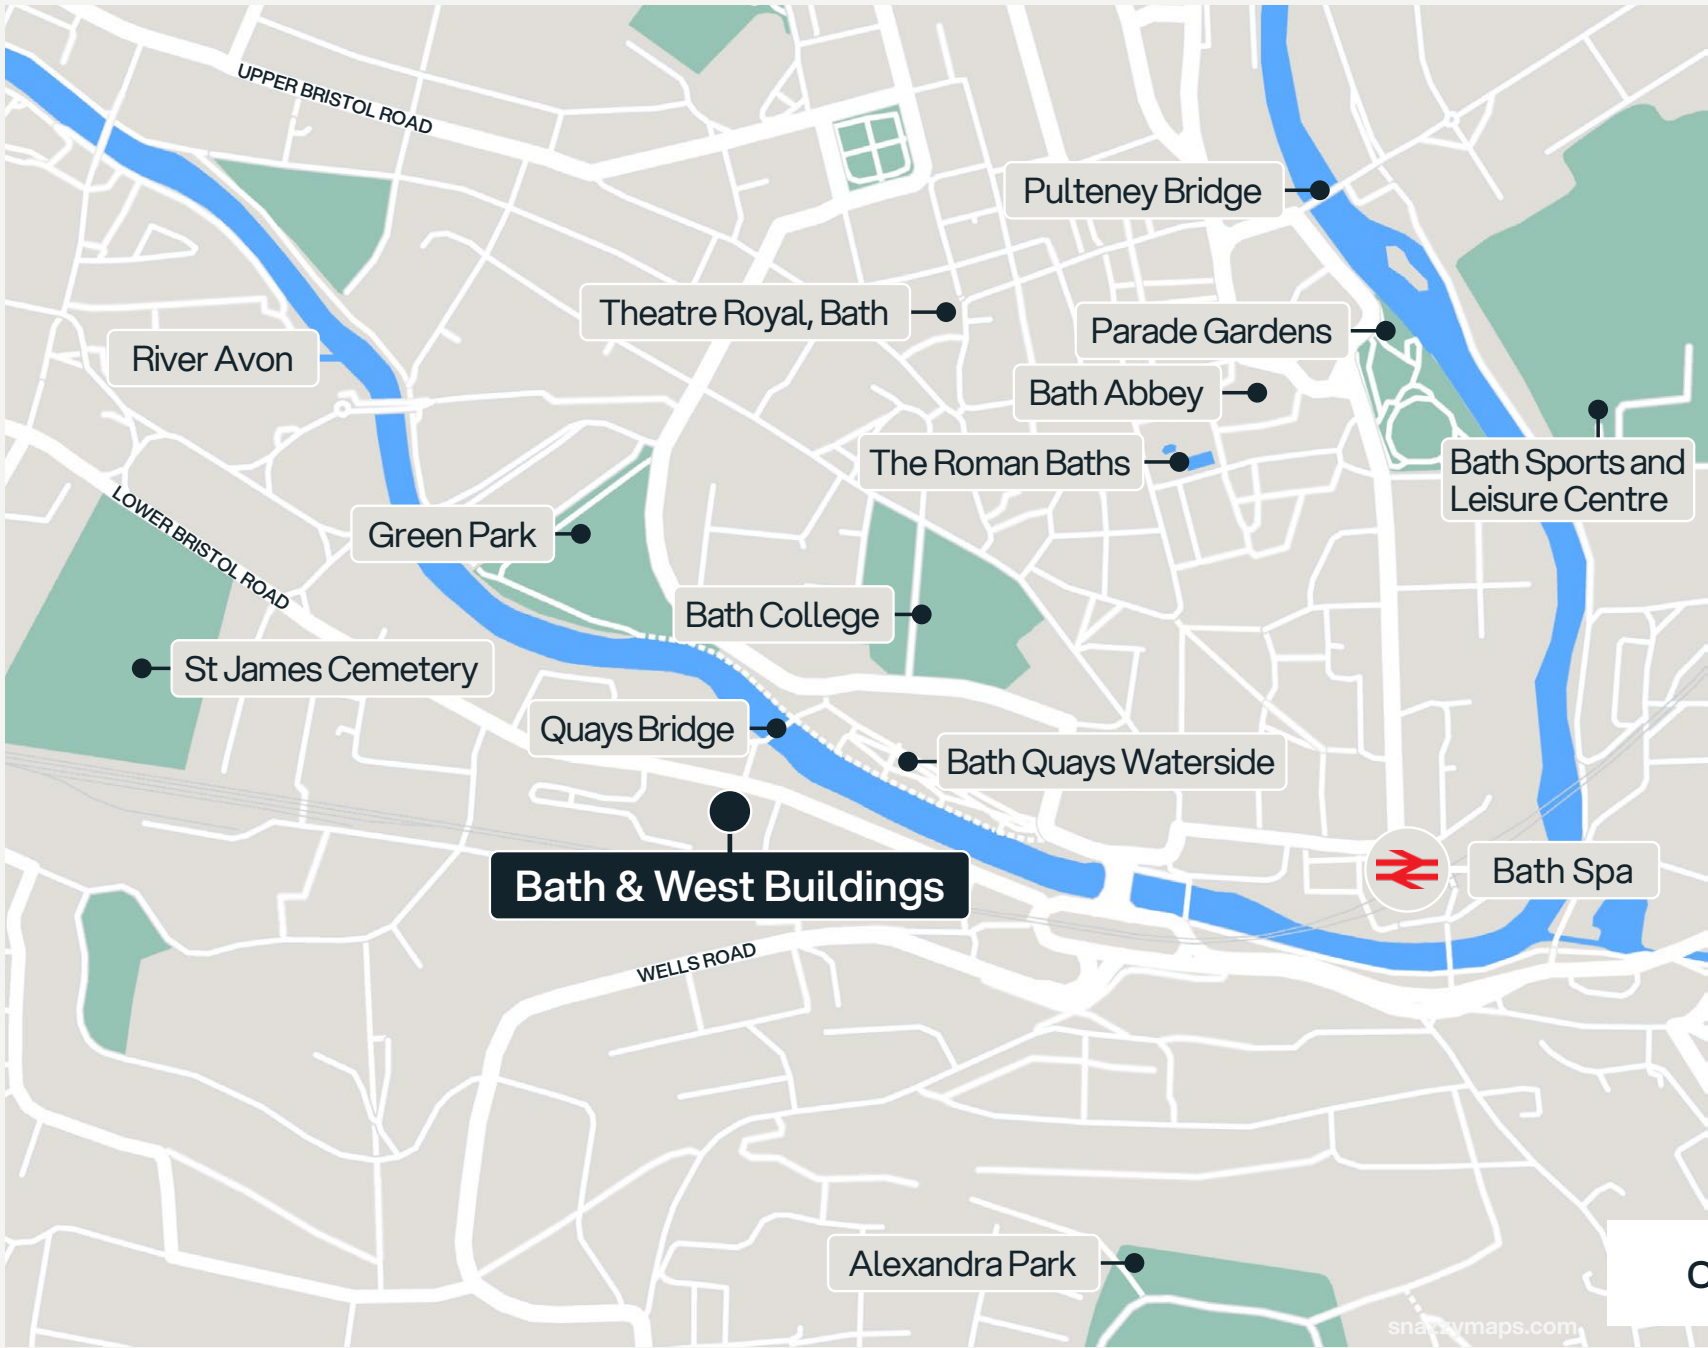 UPPER BRISTOL ROAD
Pulteney Bridge
Theatre Royal, Bath
Parade Gardens
River Avon
Bath Abbey
The Roman Baths
Bath Sports and
Leisure Centre
LOWER BRISTOL ROAD
Green Park
Bath College
St James Cemetery
Quays Bridge
Bath Quays Waterside
Bath & West Buildings
Bath Spa
WELLS ROAD
Alexandra Park
snazzymaps.com